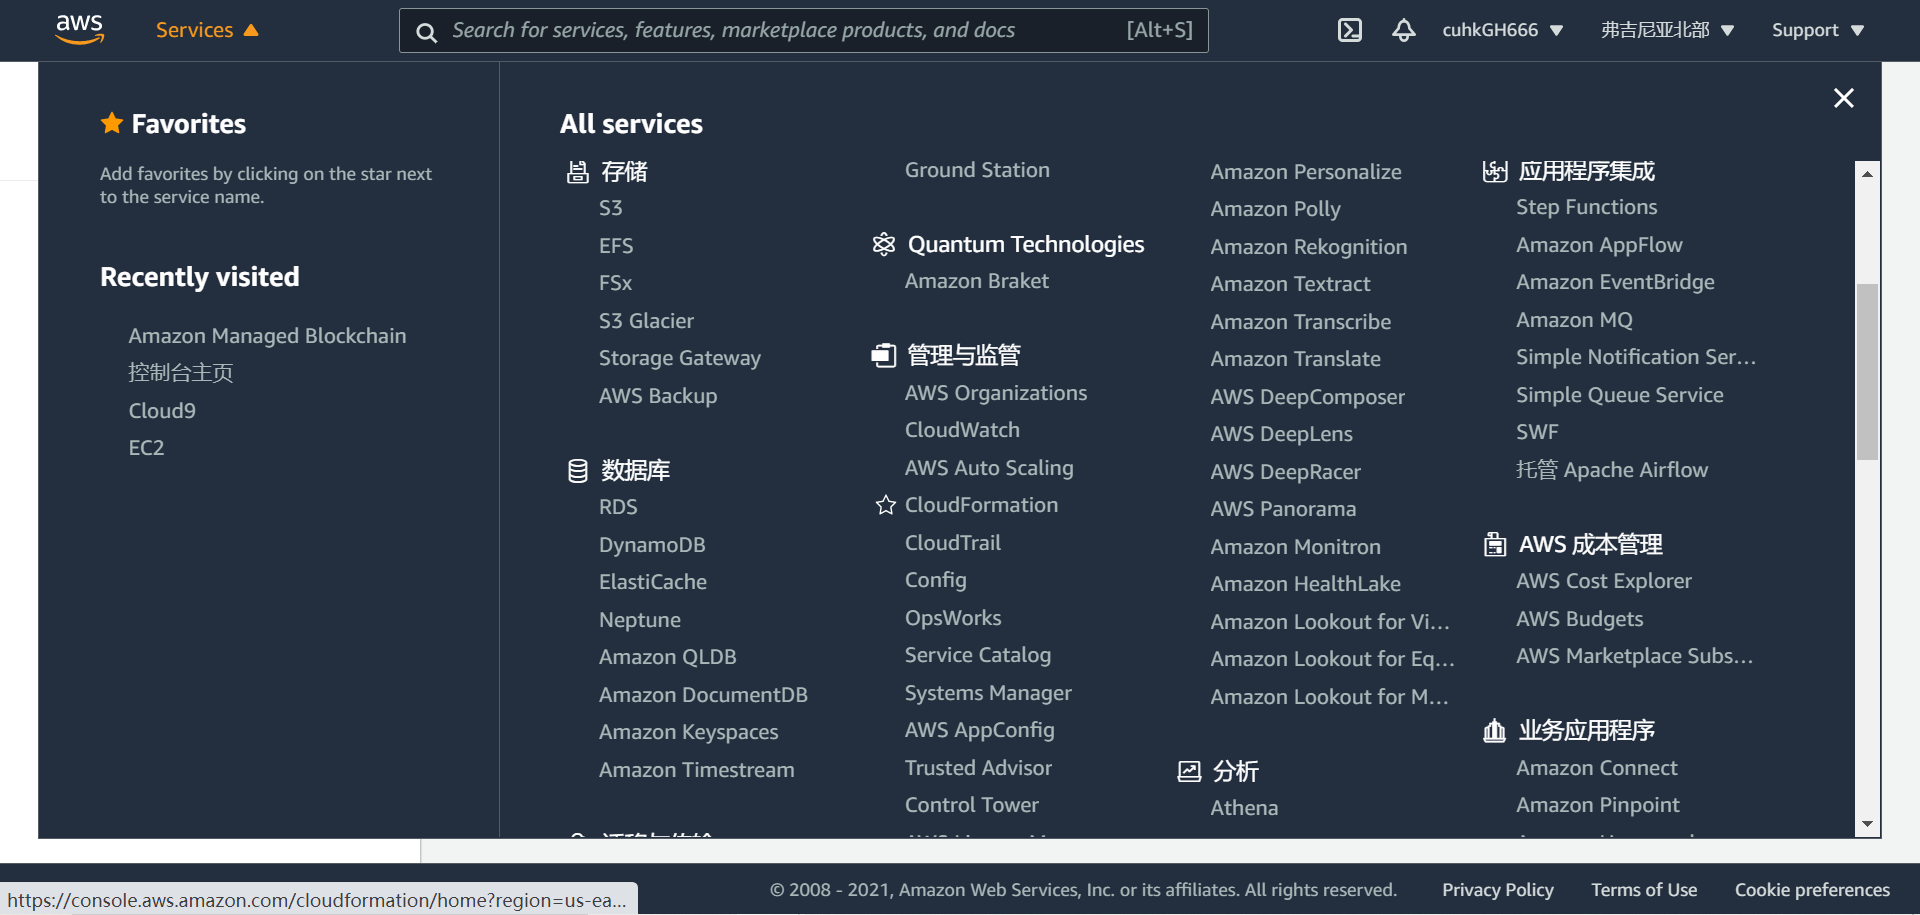 aws
Services
Search for services, features, marketplace products, and docs
[Alt+S]
cuhkGH666
弗吉尼亚北部
Support
Favorites
Add favorites by clicking on the star next
to the service name.
Recently visited
Amazon Managed Blockchain
控制台主页
Cloud9
EC2
All services
存储
S3
EFS
FSx
S3 Glacier
Storage Gateway
AWS Backup
数据库
RDS
DynamoDB
ElastiCache
Neptune
Amazon QLDB
Amazon DocumentDB
Amazon Keyspaces
Amazon Timestream
Ground Station
Quantum Technologies
Amazon Braket
管理与监管
AWS Organizations
CloudWatch
AWS Auto Scaling
CloudFormation
CloudTrail
Config
OpsWorks
Service Catalog
Systems Manager
AWS AppConfig
Trusted Advisor
Control Tower
Amazon Personalize
Amazon Polly
Amazon Rekognition
Amazon Textract
Amazon Transcribe
Amazon Translate
AWS DeepComposer
AWS DeepLens
AWS DeepRacer
AWS Panorama
Amazon Monitron
Amazon HealthLake
Amazon Lookout for Vi...
Amazon Lookout for Eq...
Amazon Lookout for M...
分析
Athena
应用程序集成
Step Functions
Amazon AppFlow
Amazon EventBridge
Amazon MQ
Simple Notification Ser...
Simple Queue Service
SWF
托管 Apache Airflow
AWS 成本管理
AWS Cost Explorer
AWS Budgets
AWS Marketplace Subs...
业务应用程序
Amazon Connect
Amazon Pinpoint
https://console.aws.amazon.com/cloudformation/home?region=us-ea...
© 2008 - 2021, Amazon Web Services, Inc. or its affiliates. All rights reserved.
Privacy Policy
Terms of Use
Cookie preferences